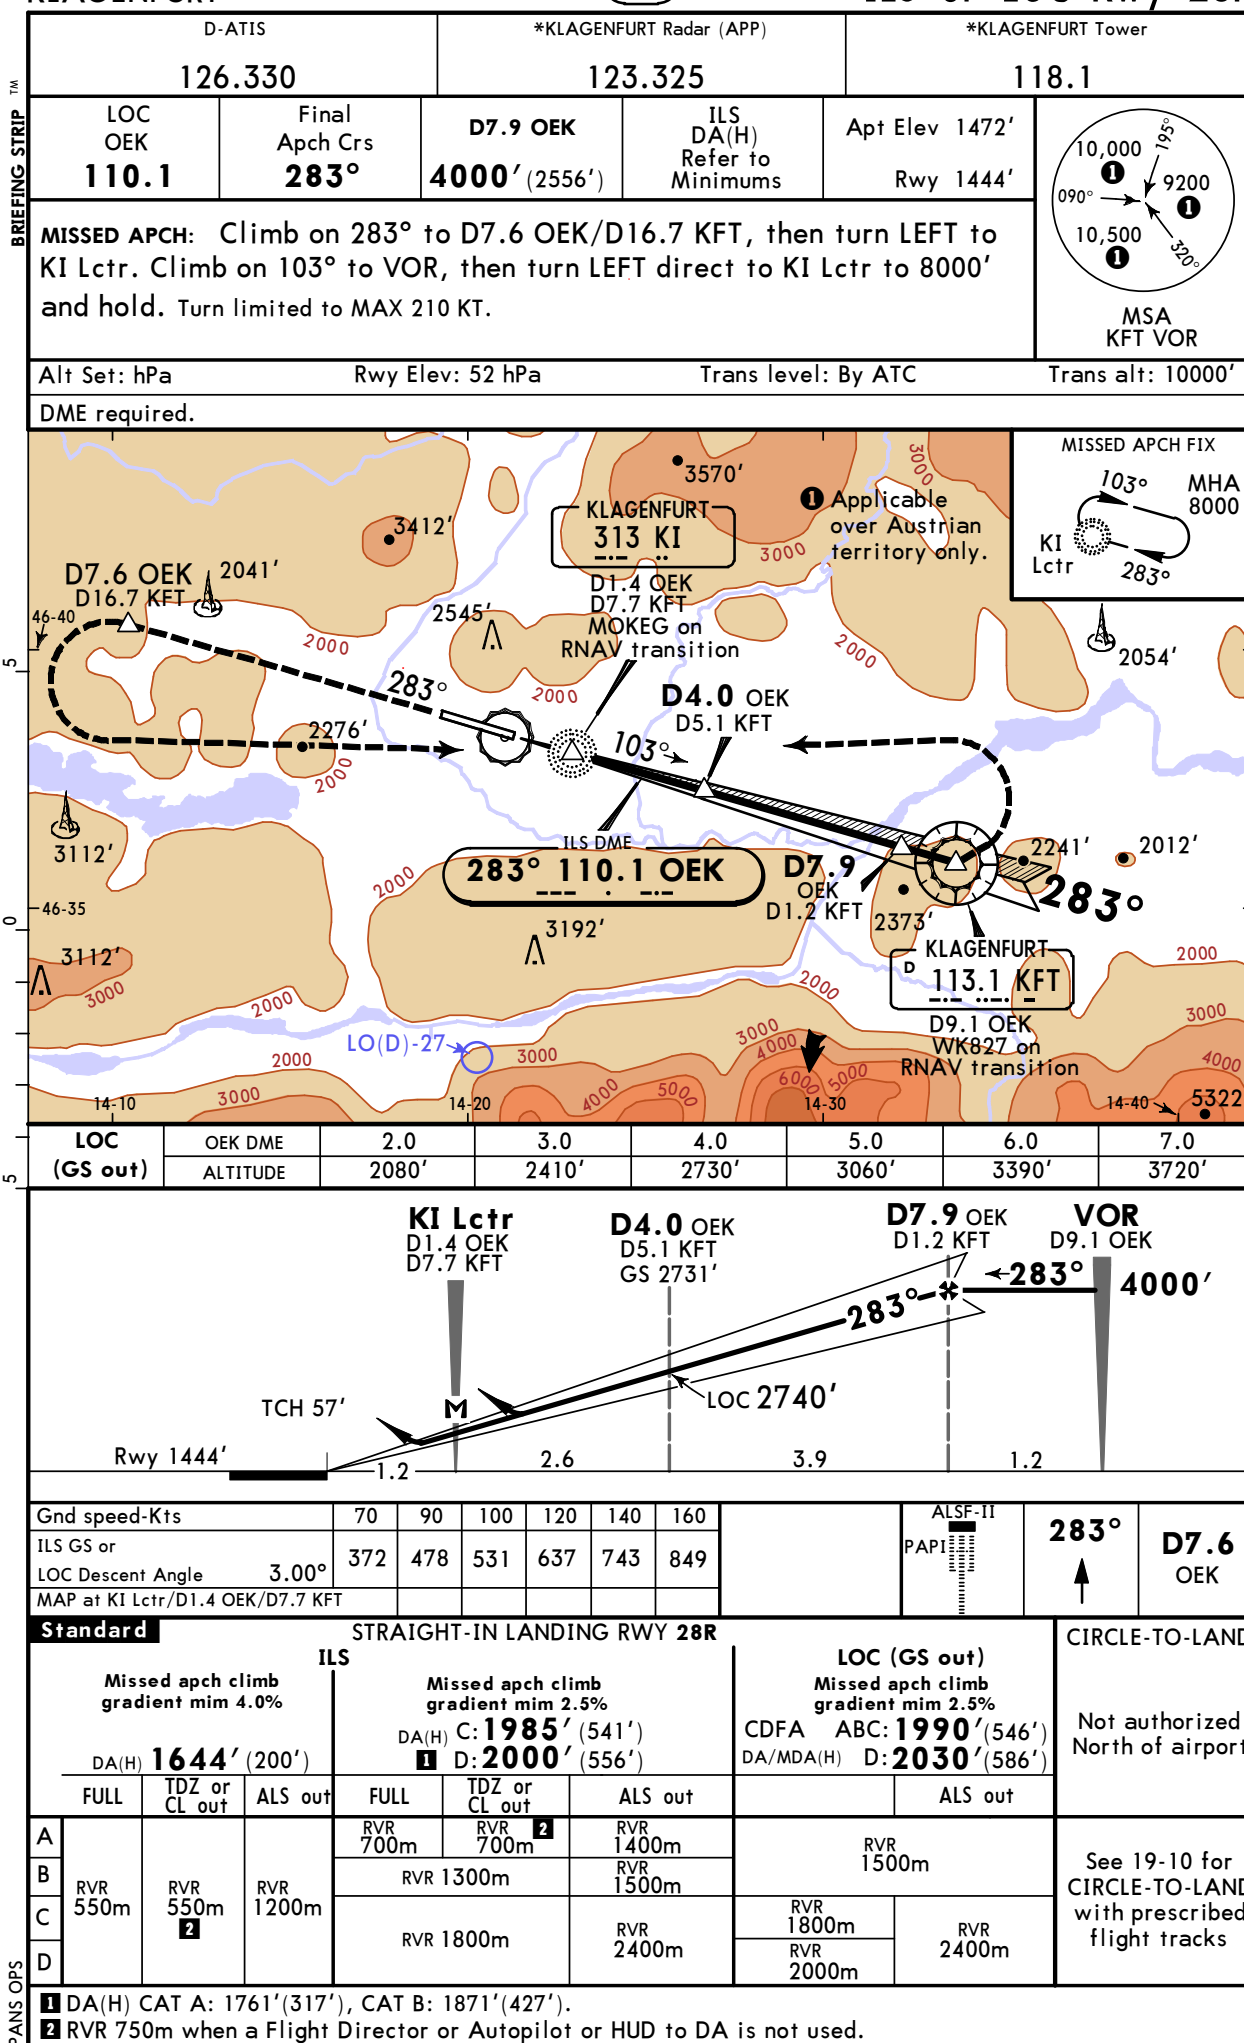 D-ATIS
126.330
*KLAGENFURT Radar (APP)
123.325
*KLAGENFURT Tower
118.1
BRIEFING STRIP TM
LOC
OEK
110.1
Final
Apch Crs
283°
D7.9 OEK
4000' (2556')
ILS
DA(H)
Refer to
Minimums
Apt Elev 1472'
Rwy 1444'
MISSED APCH: Climb on 283° to D7.6 OEK/D16.7 KFT, then turn LEFT to
KI Lctr. Climb on 103° to VOR, then turn LEFT direct to KI Lctr to 8000'
and hold. Turn limited to MAX 210 KT.
195°
10,000
1
090°
9200
1
10,500
1
320°
MSA
KFT VOR
Alt Set: hPa Rwy Elev: 52 hPa Trans level: By ATC Trans alt: 10000'
DME required.
MISSED APCH FIX
103°
MHA
8000
KI
Lctr
283°
3000
3570'
1 Applicable
over Austrian
territory only.
KLAGENFURT
313 KI
3000
3412'
D1.4 OEK
D7.7 KFT
MOKEG on
RNAV transition
D7.6 OEK
D16.7 KFT
2041'
46-40
2545'
2000
2000
2000
2054'
5
283°
D4.0 OEK
D5.1 KFT
103°
2276'
2000
3112'
ILS DME
283° 110.1 OEK
D7.9
OEK
D1.2 KFT
2241'
2012'
283°
2373'
2000
46-35
0
3192'
3112'
3000
2000
KLAGENFURT
D 113.1 KFT
D9.1 OEK
WK827 on
RNAV transition
2000
2000
3000
3000
4000
LO(D)-27
2000
3000
3000
4000
5000
6000
5000
4000
5322
14-10
14-20
14-30
14-40
5
LOC
(GS out)
OEK DME 2.0 3.0 4.0 5.0 6.0 7.0
ALTITUDE 2080' 2410' 2730' 3060' 3390' 3720'
KI Lctr
D1.4 OEK
D7.7 KFT
D4.0 OEK
D5.1 KFT
GS 2731'
D7.9 OEK
D1.2 KFT
VOR
D9.1 OEK
283°
4000'
283°
LOC 2740'
TCH 57'
M
Rwy 1444'
1.2 2.6 3.9 1.2
Gnd speed-Kts 70 90 100 120 140 160
ILS GS or
LOC Descent Angle 3.00° 372 478 531 637 743 849
MAP at KI Lctr/D1.4 OEK/D7.7 KFT
ALSF-II
PAPI
283°
D7.6
OEK
Standard
STRAIGHT-IN LANDING RWY 28R
ILS
Missed apch climb
gradient mim 4.0%
DA(H) 1644' (200')
Missed apch climb
gradient mim 2.5%
DA(H) C: 1985' (541')
1 D: 2000' (556')
LOC (GS out)
Missed apch climb
gradient mim 2.5%
CDFA ABC: 1990' (546')
DA/MDA(H) D: 2030' (586')
CIRCLE-TO-LAND
Not authorized
North of airport
FULL
TDZ or
CL out
ALS out
FULL
TDZ or
CL out
ALS out
ALS out
A
B
C
D
RVR
550m
RVR
550m
2
RVR
1200m
RVR
700m
RVR
700m 2
RVR
1400m
RVR 1300m
RVR
1500m
RVR 1800m
RVR
2400m
RVR
1500m
RVR
1800m
RVR
2000m
RVR
2400m
See 19-10 for
CIRCLE-TO-LAND
with prescribed
flight tracks
PANS OPS
1 DA(H) CAT A: 1761'(317'), CAT B: 1871'(427').
2 RVR 750m when a Flight Director or Autopilot or HUD to DA is not used.